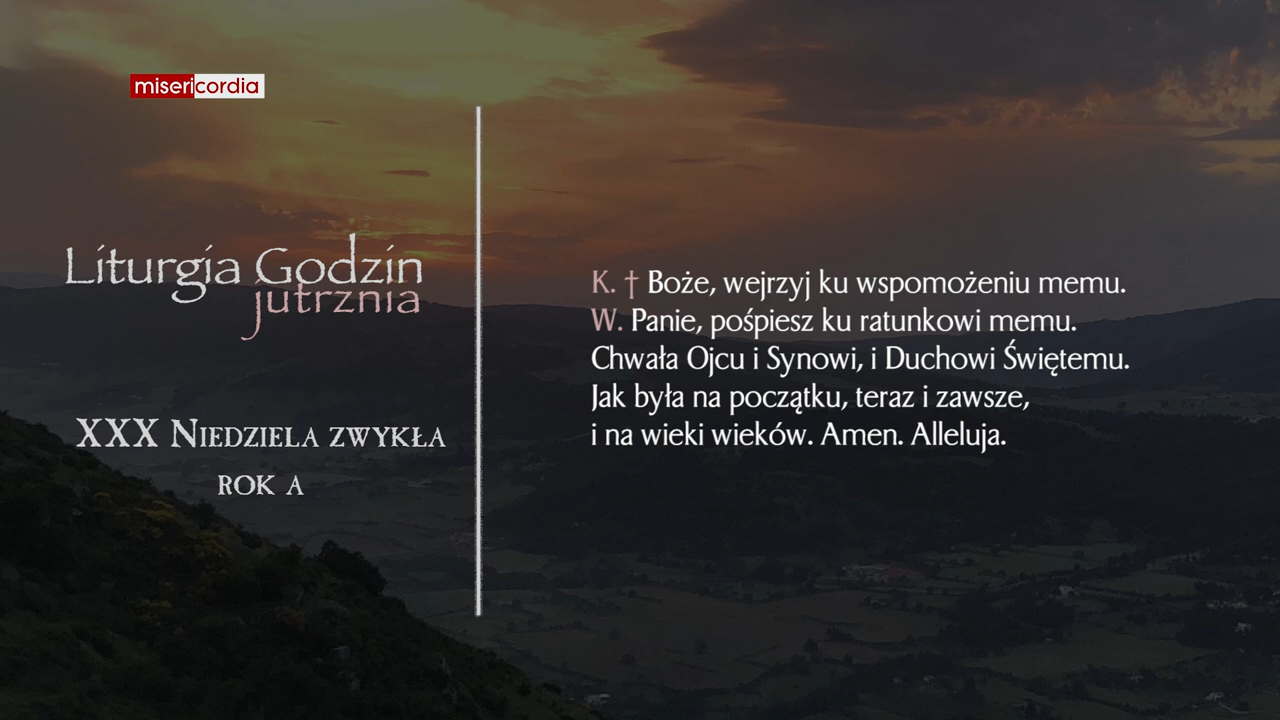 misericordia
Liturgia Godzin
jutrznia
XXX Niedziela zwykła
rok A
K. † Boże, wejrzyj ku wspomożeniu memu.
W. Panie, pośpiesz ku ratunkowi memu.
Chwała Ojcu i Synowi, i Duchowi Świętemu.
Jak była na początku, teraz i zawsze,
i na wieki wieków. Amen. Alleluja.